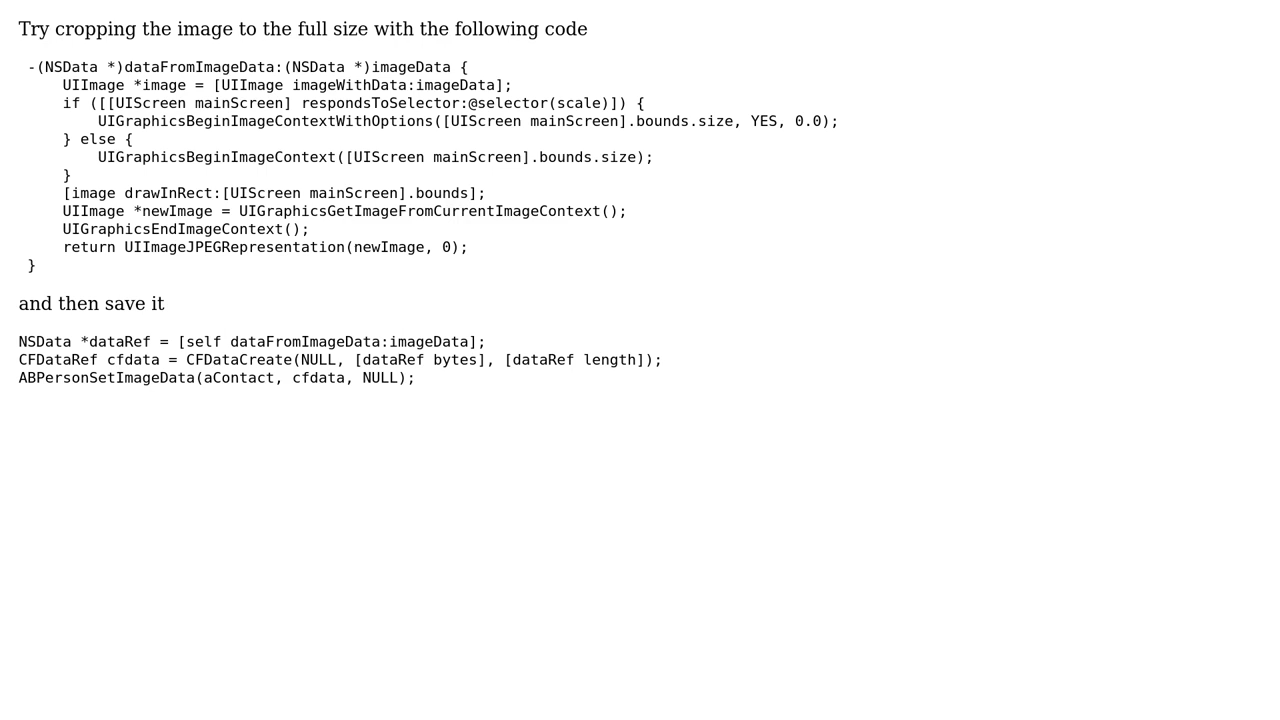 Try cropping the image to the full size with the following code
-(NSData *)dataFromImageData:(NSData *)imageData {
    UIImage *image = [UIImage imageWithData:imageData];
    if ([[UIScreen mainScreen] respondsToSelector:@selector(scale)]) {
        UIGraphicsBeginImageContextWithOptions([UIScreen mainScreen].bounds.size, YES, 0.0);
    } else {
        UIGraphicsBeginImageContext([UIScreen mainScreen].bounds.size);
    }
    [image drawInRect:[UIScreen mainScreen].bounds];
    UIImage *newImage = UIGraphicsGetImageFromCurrentImageContext();
    UIGraphicsEndImageContext();
    return UIImageJPEGRepresentation(newImage, 0);
}
and then save it
NSData *dataRef = [self dataFromImageData:imageData];
CFDataRef cfdata = CFDataCreate(NULL, [dataRef bytes], [dataRef length]);
ABPersonSetImageData(aContact, cfdata, NULL);